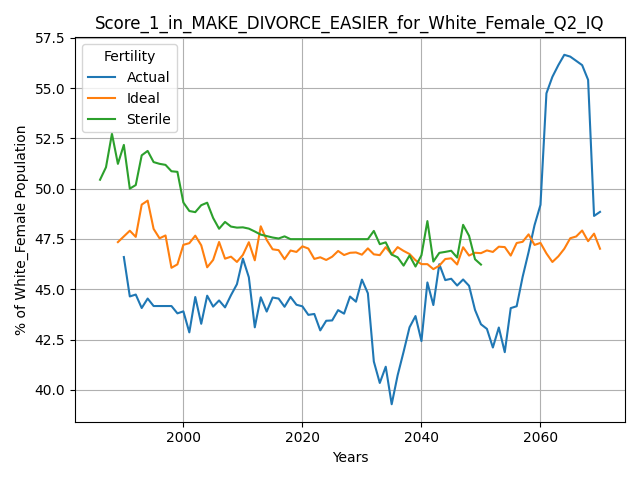 Score_1_in_MAKE_DIVORCE_EASIER_for_White_Female_Q2_IQ
57.5
55.0
52.5
50.0
47.5
45.0
42.5
40.0
% of White_Female Population
Fertility
Actual
Ideal
Sterile
2000
2020
2040
2060
Years